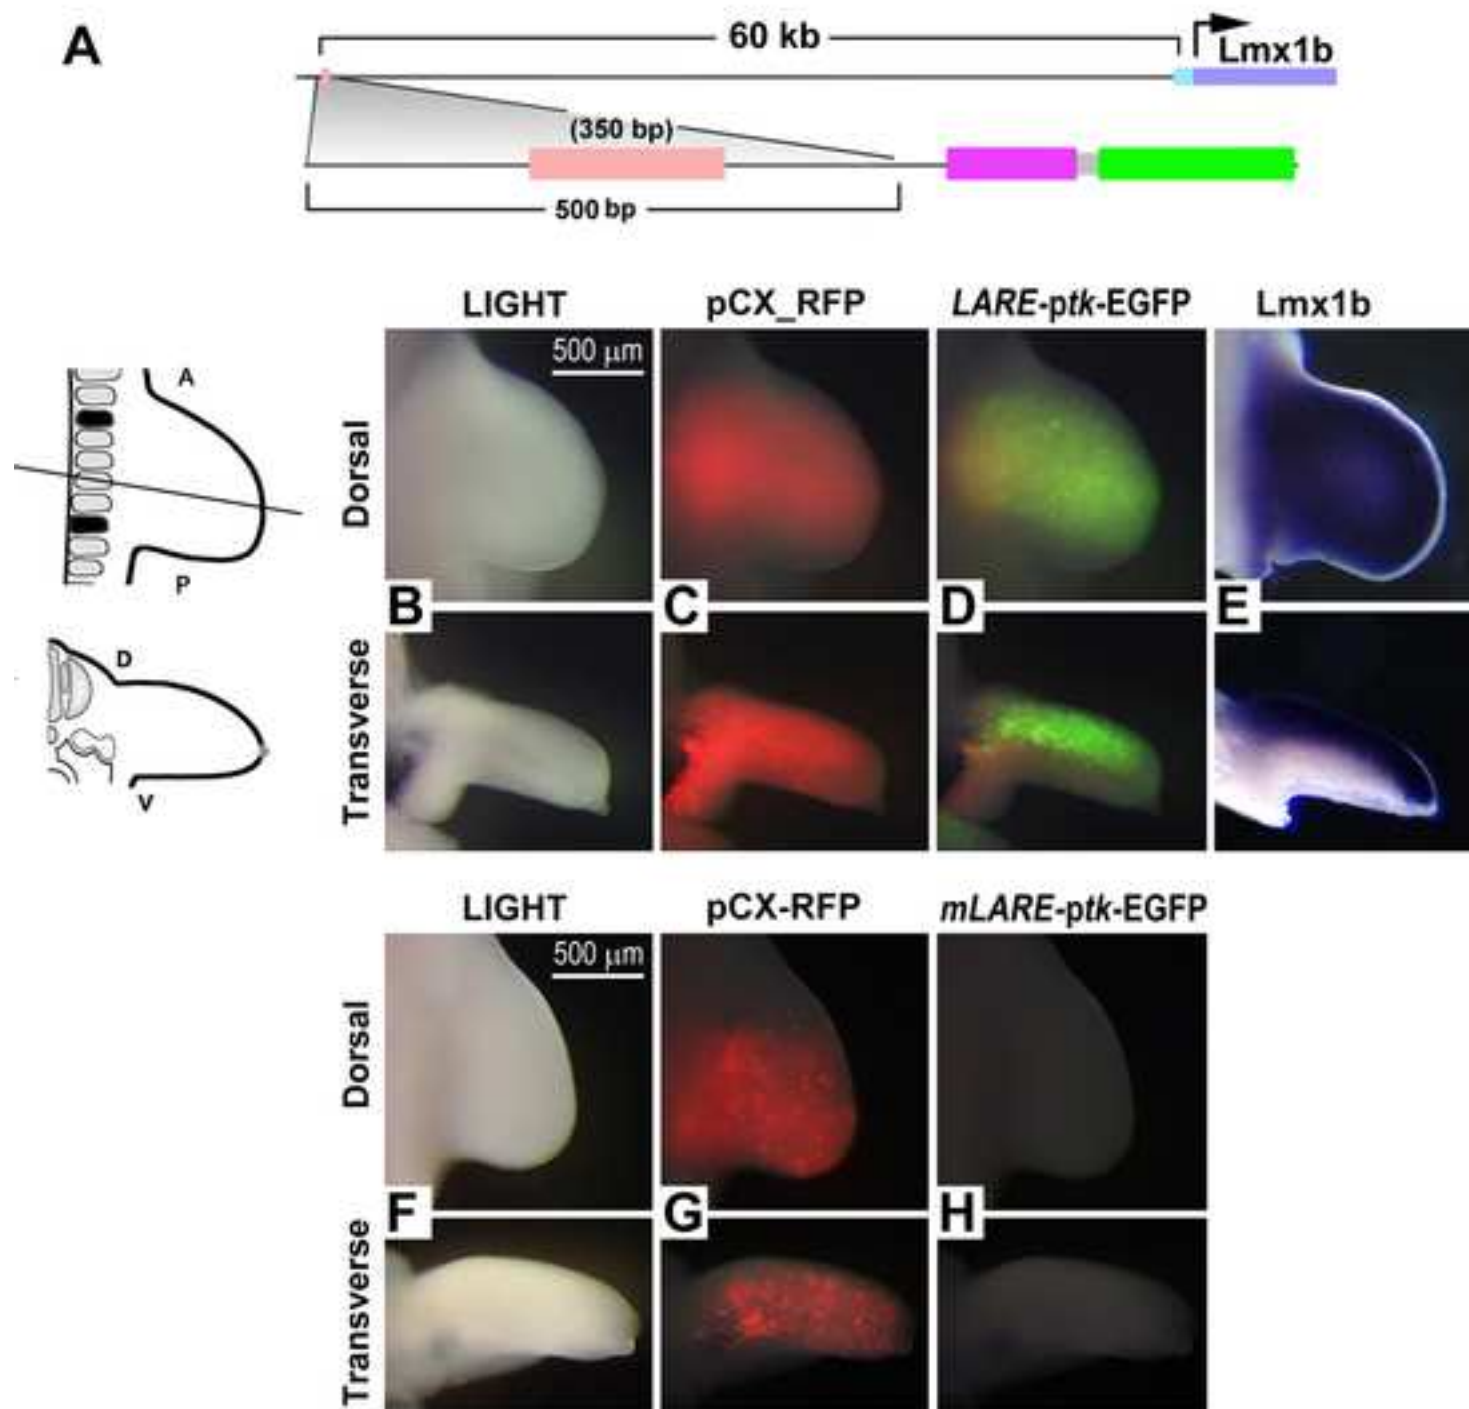 A
60 kb
Lmx1b
(350 bp)
500 bp
LIGHT
pCX_RFP
LARE-ptk-EGFP
Lmx1b
500 μm
A
P
Dorsal
B
C
D
E
D
V
Transverse
LIGHT
pCX-RFP
mLARE-ptk-EGFP
500 μm
Dorsal
F
G
H
Transverse